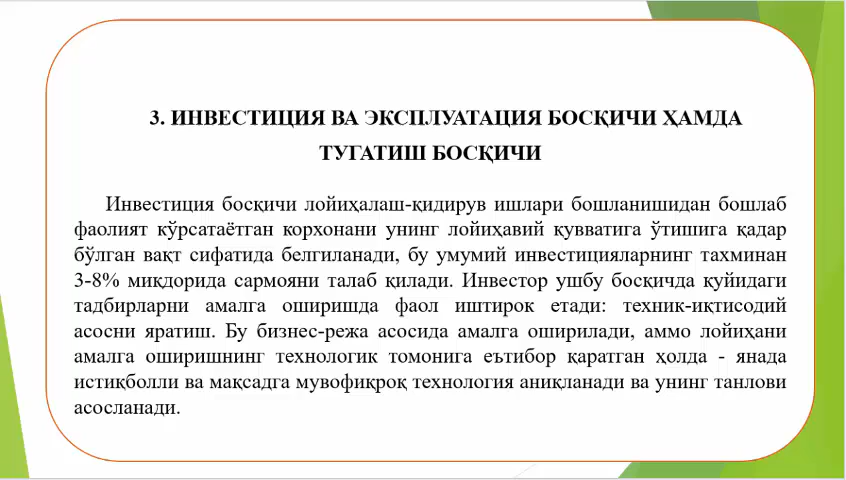 3. ИНВЕСТИЦИЯ ВА ЭКСПЛУАТАЦИЯ БОСҚИЧИ ҲАМДА
ТУГАТИШ БОСҚИЧИ
Инвестиция босқичи лойиҳалаш-қидирув ишлари бошланишидан бошлаб
фаолият кўрсатаётган корхонани унинг лойиҳавий қувватига ўтишига қадар
бўлган вақт сифатида белгиланади, бу умумий инвестицияларнинг тахминан
3-8% миқдорида сармояни талаб қилади. Инвестор ушбу босқичда қуйидаги
тадбирларни амалга оширишда фаол иштирок етади: техник-иқтисодий
асосни яратиш. Бу бизнес-режа асосида амалга оширилади, аммо лойиҳани
амалга оширишнинг технологик томонига еътибор қаратган ҳолда - янада
истиқболли ва мақсадга мувофиқроқ технология аниқланади ва унинг танлови
асосланади.